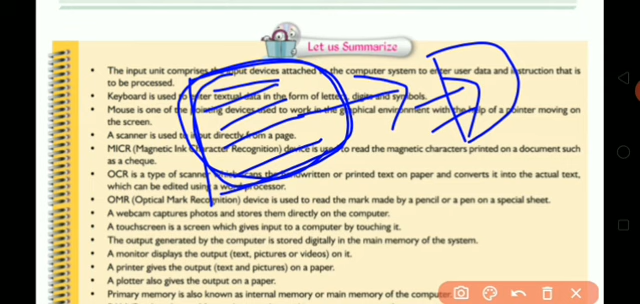 Let us Summarize
• The input unit comprises the input devices attached to the computer system to enter user data and instruction that is
to be processed.
• Keyboard is used to enter textual data in the form of letters, digits and symbols.
• Mouse is one of the pointing devices used to work in the graphical environment with the help of a pointer moving on
the screen.
• A scanner is used to input directly from a page.
• MICR (Magnetic Ink Character Recognition) device is used to read the magnetic characters printed on a document such
as a cheque.
• OCR is a type of scanner which scans the handwritten or printed text on paper and converts it into the actual text,
which can be edited using a word processor.
• OMR (Optical Mark Recognition) device is used to read the mark made by a pencil or a pen on a special sheet.
• A webcam captures photos and stores them directly on the computer.
• A touchscreen is a screen which gives input to a computer by touching it.
• The output generated by the computer is stored digitally in the main memory of the system.
• A monitor displays the output (text, pictures or videos) on it.
• A printer gives the output (text and pictures) on a paper.
• A plotter also gives the output on a paper.
• Primary memory is also known as internal memory or main memory of the computer.